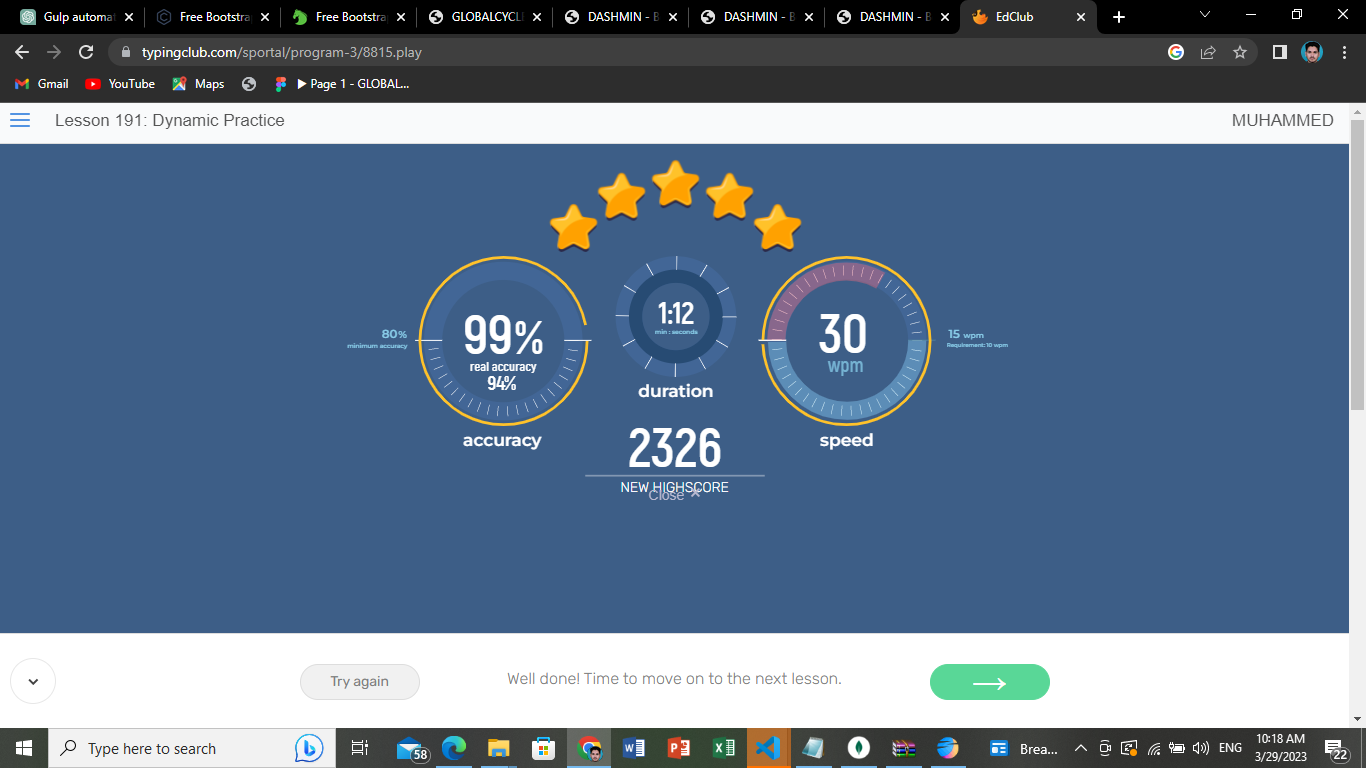 Gulp automat
Free Bootstra
Free Bootstra
GLOBALCYCL
DASHMIN - B
DASHMIN - B
DASHMIN - B
EdClub
typingclub.com/sportal/program-3/8815.play
Gmail
YouTube
Maps
Page 1 - GLOBAL...
Lesson 191: Dynamic Practice
MUHAMMED
80%
minimum accuracy
99%
real accuracy
94%
accuracy
1:12
min : seconds
duration
2326
NEW HIGHSCORE
Close ×
30
wpm
speed
15 wpm
Requirement: 10 wpm
Try again
Well done! Time to move on to the next lesson.
Type here to search
58
Brea...
ENG
10:18 AM
3/29/2023
22